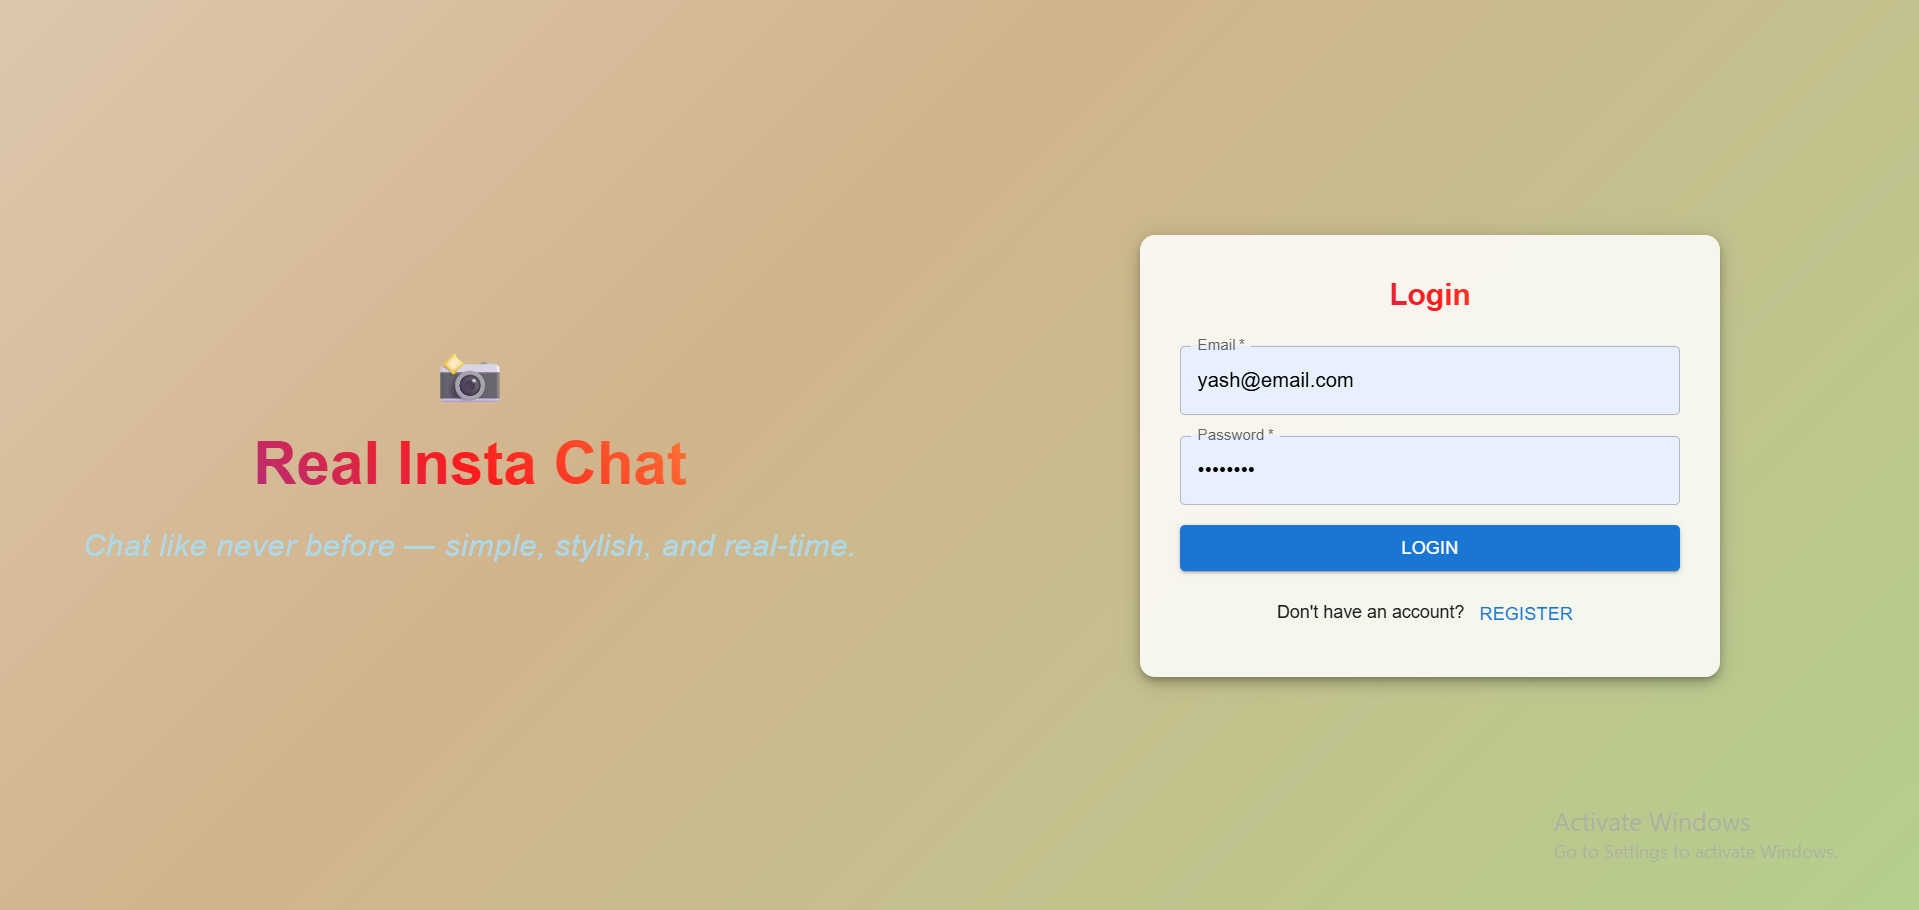 Real Insta Chat
Chat like never before — simple, stylish, and real-time.
Login
Email *
yash@email.com
Password *
••••••••
LOGIN
Don't have an account? REGISTER
Activate Windows
Go to Settings to activate Windows.